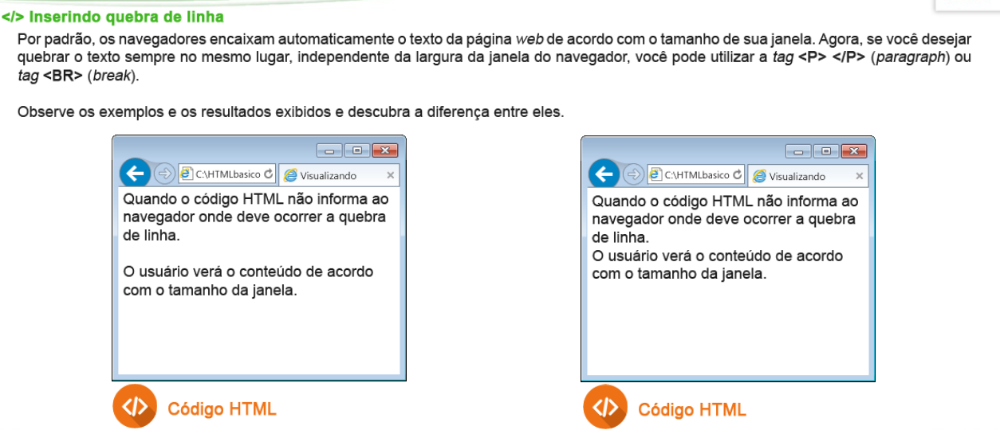 </> Inserindo quebra de linha
Por padrão, os navegadores encaixam automaticamente o texto da página web de acordo com o tamanho de sua janela. Agora, se você desejar
quebrar o texto sempre no mesmo lugar, independente da largura da janela do navegador, você pode utilizar a tag <P> </P> (paragraph) ou
tag <BR> (break).
Observe os exemplos e os resultados exibidos e descubra a diferença entre eles.
C:\HTMLbasico
Visualizando
Quando o código HTML não informa ao
navegador onde deve ocorrer a quebra
de linha.
O usuário verá o conteúdo de acordo
com o tamanho da janela.
</> Código HTML
C:\HTMLbasico
Visualizando
Quando o código HTML não informa ao
navegador onde deve ocorrer a quebra
de linha.
O usuário verá o conteúdo de acordo
com o tamanho da janela.
</> Código HTML